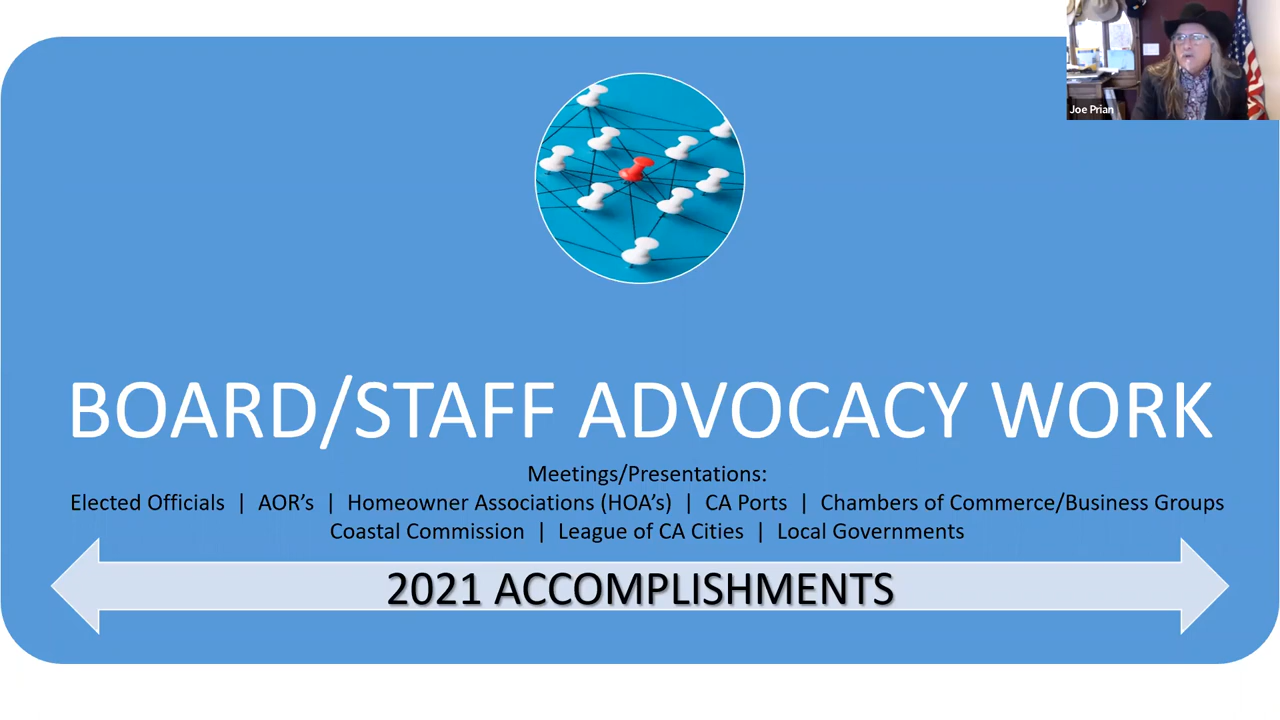 Joe Prian
BOARD/STAFF ADVOCACY WORK
Meetings/Presentations:
Elected Officials | AOR's | Homeowner Associations (HOA's) | CA Ports | Chambers of Commerce/Business Groups
Coastal Commission | League of CA Cities | Local Governments
2021 ACCOMPLISHMENTS